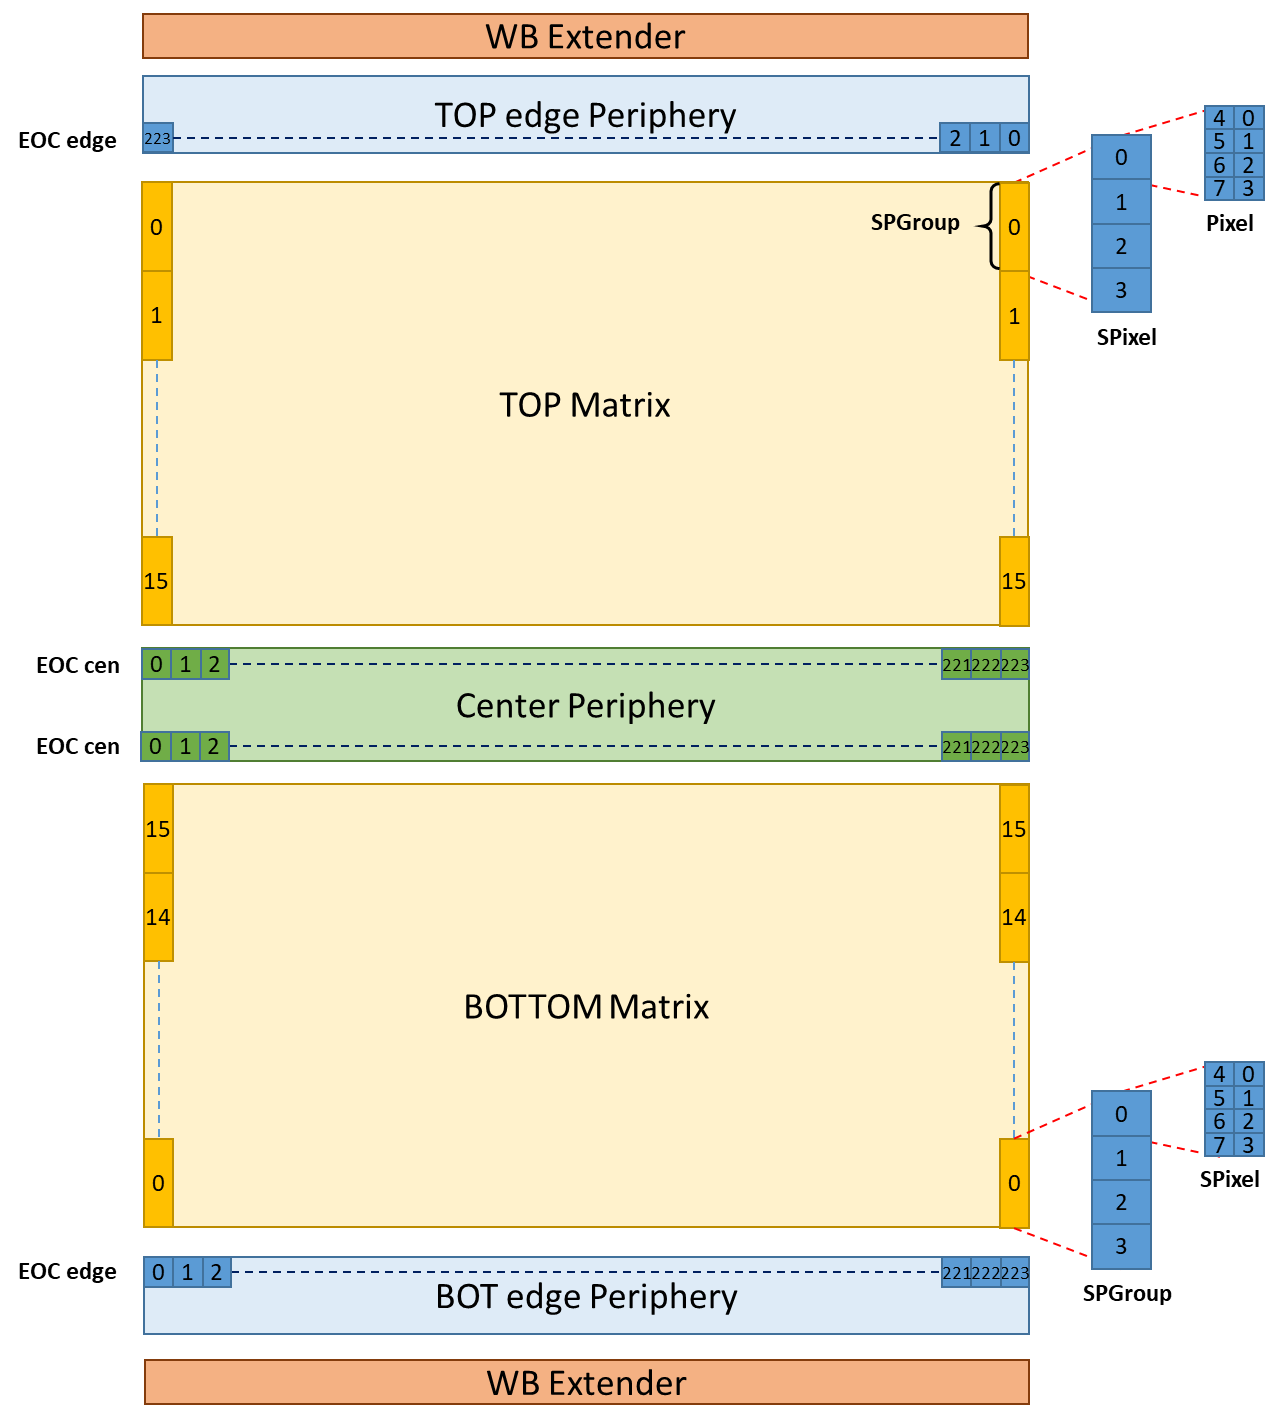 WB Extender
TOP edge Periphery
EOC edge
223
2 1 0
4 0
5 1
6 2
7 3
Pixel
0
1
2
3
SPixel
SPGroup
0
1
15
0
1
15
TOP Matrix
EOC cen
0 1 2
221 222 223
Center Periphery
EOC cen
0 1 2
221 222 223
15
14
0
15
14
0
BOTTOM Matrix
4 0
5 1
6 2
7 3
SPixel
0
1
2
3
SPGroup
EOC edge
0 1 2
221 222 223
BOT edge Periphery
WB Extender